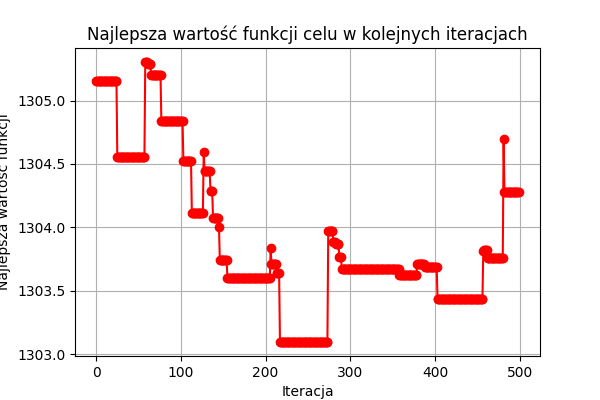 Najlepsza wartość funkcji celu w kolejnych iteracjach
Najlepsza wartość funkcji
1305.0
1304.5
1304.0
1303.5
1303.0
0 100 200 300 400 500
Iteracja